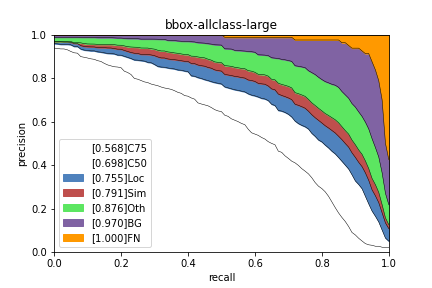 bbox-allclass-large
1.0
0.8
0.6
0.4
0.2
0.0
precision
[0.568]C75
[0.698]C50
[0.755]Loc
[0.791]Sim
[0.876]Oth
[0.970]BG
[1.000]FN
0.0 0.2 0.4 0.6 0.8 1.0
recall